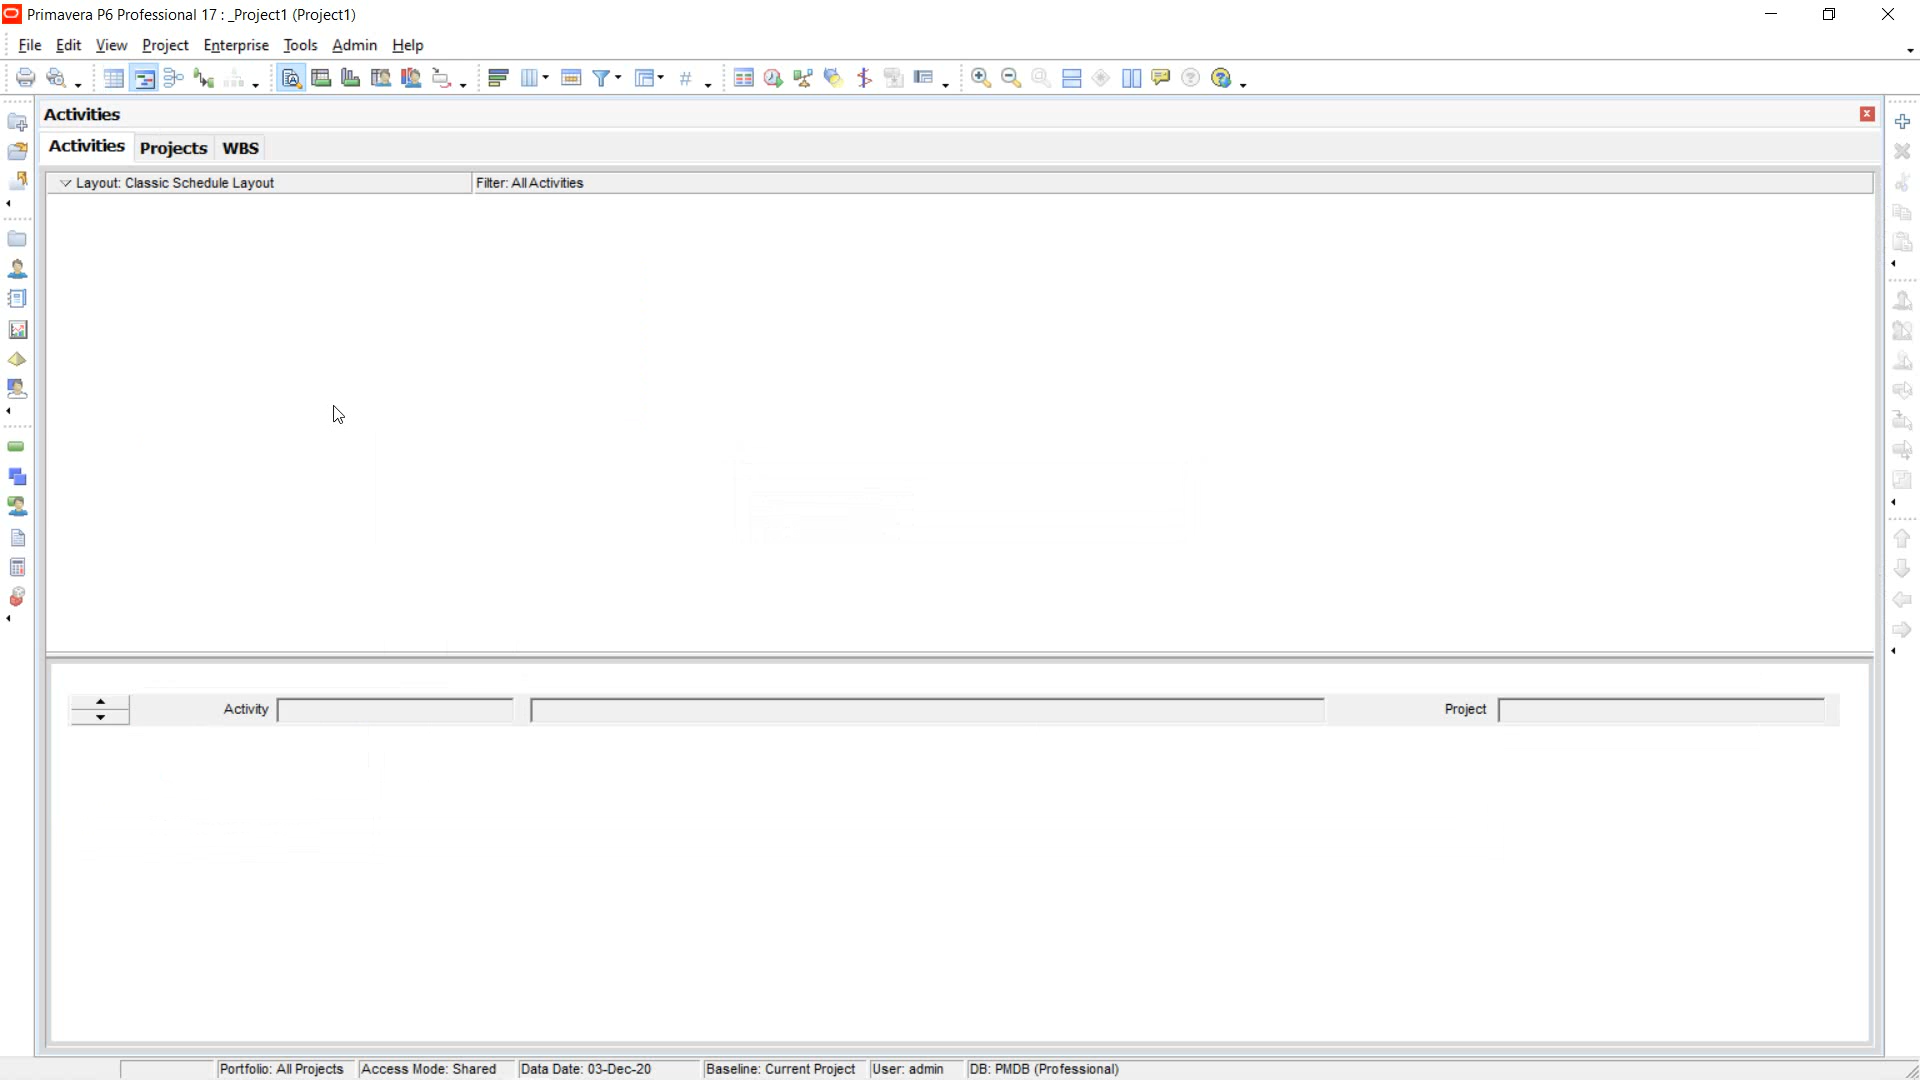 Primavera P6 Professional 17 : _Project1 (Project1)
File Edit View Project Enterprise Tools Admin Help
Activities
Activities Projects WBS
Layout: Classic Schedule Layout Filter: All Activities
Activity Project
Portfolio: All Projects Access Mode: Shared Data Date: 03-Dec-20 Baseline: Current Project User: admin DB: PMDB (Professional)